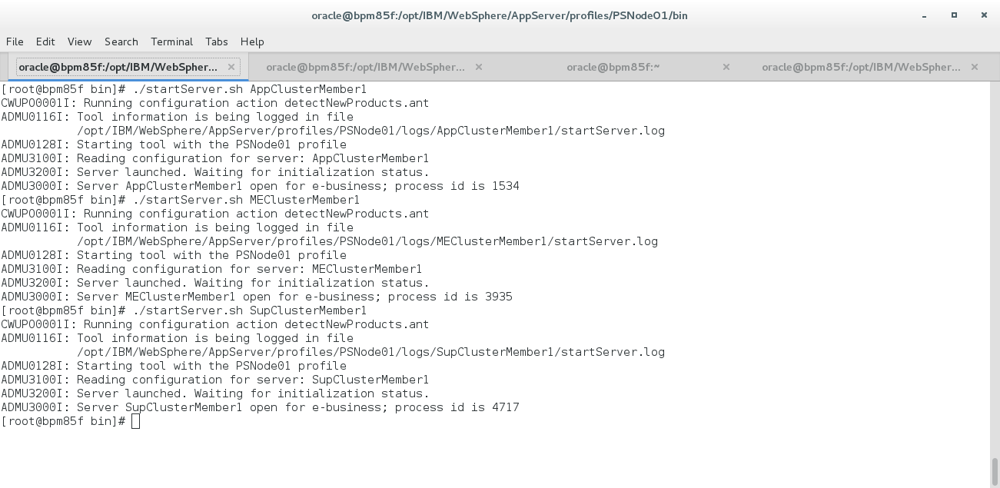 oracle@bpm85f:/opt/IBM/WebSphere/AppServer/profiles/PSNode01/bin
File Edit View Search Terminal Tabs Help
oracle@bpm85f:/opt/IBM/WebSpher... oracle@bpm85f:/opt/IBM/WebSpher... oracle@bpm85f:~ oracle@bpm85f:/opt/IBM/WebSpher...
[root@bpm85f bin]# ./startServer.sh AppClusterMember1
CWUPO0001I: Running configuration action detectNewProducts.ant
ADMU0116I: Tool information is being logged in file
/opt/IBM/WebSphere/AppServer/profiles/PSNode01/logs/AppClusterMember1/startServer.log
ADMU0128I: Starting tool with the PSNode01 profile
ADMU3100I: Reading configuration for server: AppClusterMember1
ADMU3200I: Server launched. Waiting for initialization status.
ADMU3000I: Server AppClusterMember1 open for e-business; process id is 1534
[root@bpm85f bin]# ./startServer.sh MEClusterMember1
CWUPO0001I: Running configuration action detectNewProducts.ant
ADMU0116I: Tool information is being logged in file
/opt/IBM/WebSphere/AppServer/profiles/PSNode01/logs/MEClusterMember1/startServer.log
ADMU0128I: Starting tool with the PSNode01 profile
ADMU3100I: Reading configuration for server: MEClusterMember1
ADMU3200I: Server launched. Waiting for initialization status.
ADMU3000I: Server MEClusterMember1 open for e-business; process id is 3935
[root@bpm85f bin]# ./startServer.sh SupClusterMember1
CWUPO0001I: Running configuration action detectNewProducts.ant
ADMU0116I: Tool information is being logged in file
/opt/IBM/WebSphere/AppServer/profiles/PSNode01/logs/SupClusterMember1/startServer.log
ADMU0128I: Starting tool with the PSNode01 profile
ADMU3100I: Reading configuration for server: SupClusterMember1
ADMU3200I: Server launched. Waiting for initialization status.
ADMU3000I: Server SupClusterMember1 open for e-business; process id is 4717
[root@bpm85f bin]#